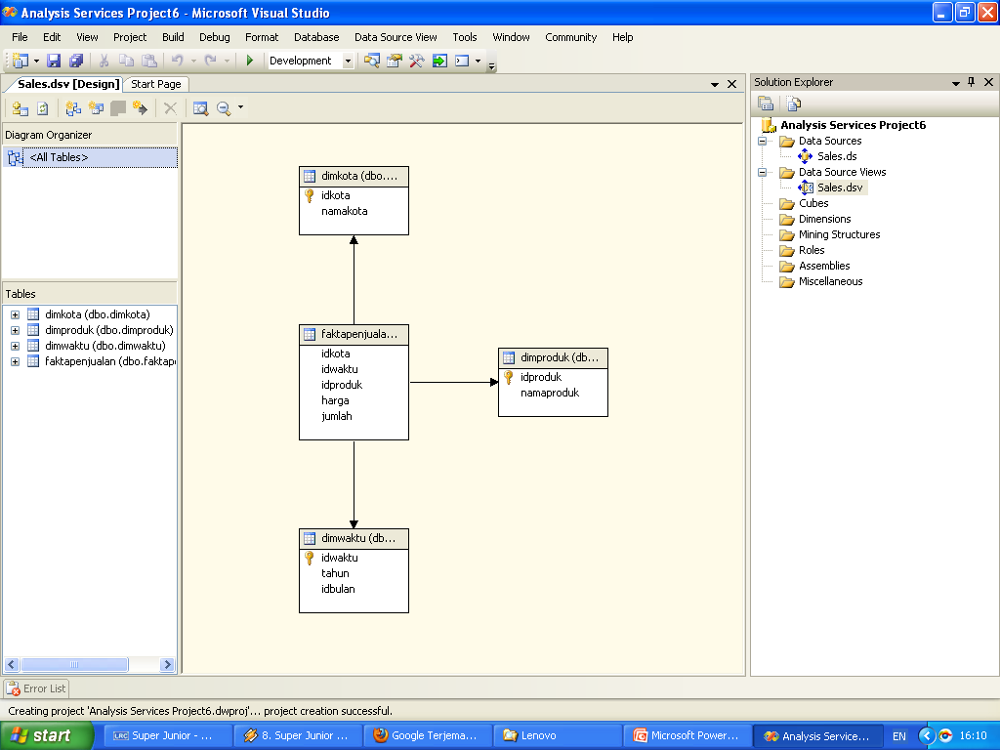 Analysis Services Project6 - Microsoft Visual Studio
File Edit View Project Build Debug Format Database Data Source View Tools Window Community Help
Development
Sales.dsv [Design] Start Page
Diagram Organizer
<All Tables>
Tables
dimkota (dbo.dimkota)
dimproduk (dbo.dimproduk)
dimwaktu (dbo.dimwaktu)
faktapenjualan (dbo.faktap
dimkota (dbo....
idkota
namakota
faktapenjuala...
idkota
idwaktu
idproduk
harga
jumlah
dimproduk (db...
idproduk
namaproduk
dimwaktu (db...
idwaktu
tahun
idbulan
Solution Explorer
Analysis Services Project6
Data Sources
Sales.ds
Data Source Views
Sales.dsv
Cubes
Dimensions
Mining Structures
Roles
Assemblies
Miscellaneous
Error List
Creating project 'Analysis Services Project6.dwproj'... project creation successful.
start LRC Super Junior - ... 8. Super Junior ... Google Terjema... Lenovo Microsoft Power... Analysis Service... EN 16:10